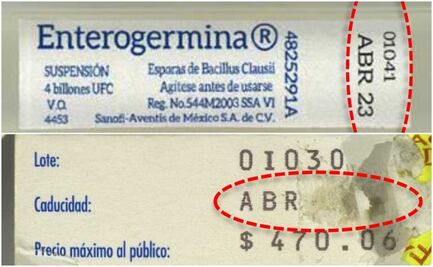 Enterogermina®
SUSPENSIÓN
4 billones UFC
V.O.
4453
Esporas de Bacillus Clausii
Agítese antes de usarse
Reg. No.544M2003 SSA VI
Sanofi-Aventis de México S.A. de C.V.
4825291A
01041
ABR 23
Lote: 01030
Caducidad: ABR
Precio máximo al público: $ 470.06